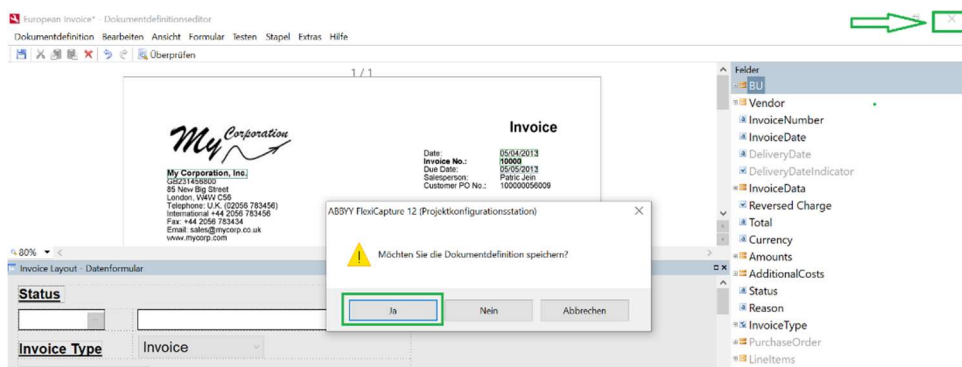 European Invoice* - Dokumentdefinitionseditor
Dokumentdefinition Bearbeiten Ansicht Formular Testen Stapel Extras Hilfe
Überprüfen
1 / 1
My Corporation
Invoice
Date: 05/04/2013
Invoice No.: 10000
Due Date: 05/05/2013
Salesperson: Patric Jein
Customer PO No.: 100000056009
My Corporation, Inc.
GB231456800
85 New Big Street
London, W4W C56
Telephone: U.K. (02056 783456)
International +44 2056 783456
Fax: +44 2056 783434
Email: sales@mycorp.co.uk
www.mycorp.com
80%
Felder
BU
Vendor
InvoiceNumber
InvoiceDate
DeliveryDate
DeliveryDateIndicator
InvoiceData
Reversed Charge
Total
Currency
Amounts
AdditionalCosts
Status
Reason
InvoiceType
PurchaseOrder
LineItems
ABBYY FlexiCapture 12 (Projektkonfigurationsstation)
Möchten Sie die Dokumentdefinition speichern?
Ja Nein Abbrechen
Invoice Layout - Datenformular
Status
Invoice Type Invoice